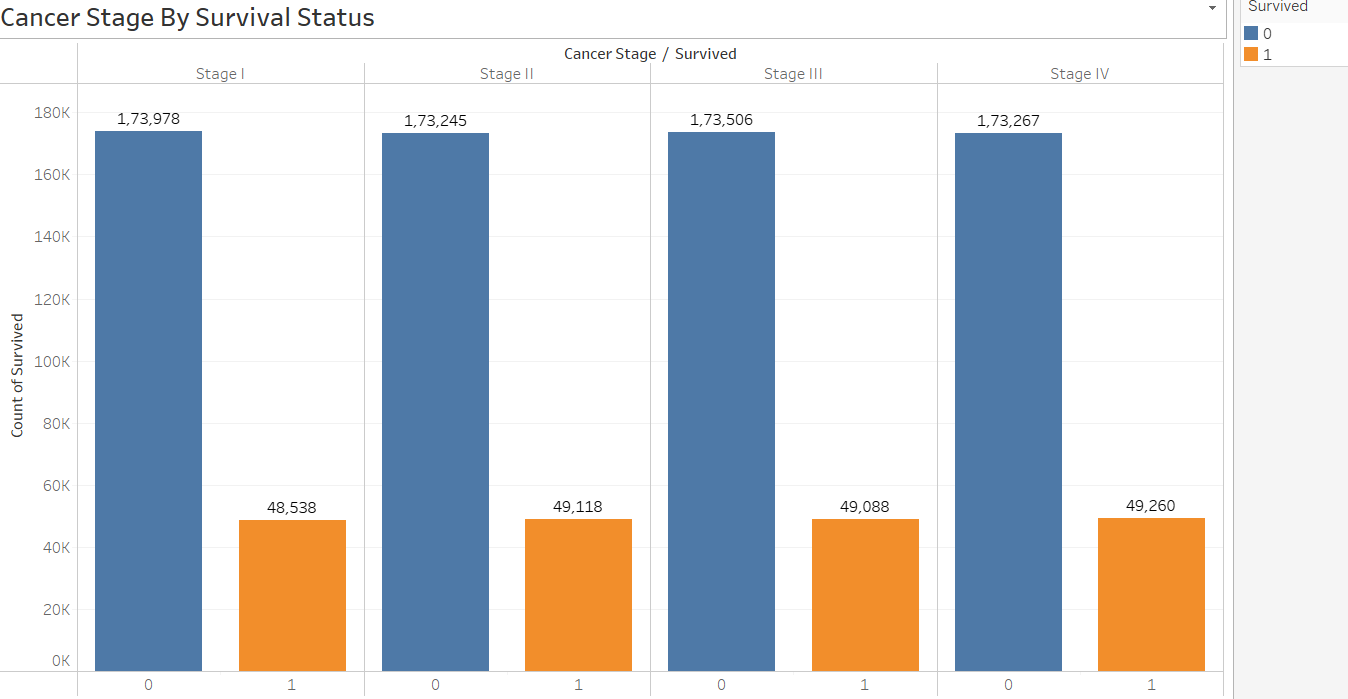 Cancer Stage By Survival Status
Survived
0
1
Cancer Stage / Survived
Stage I
Stage II
Stage III
Stage IV
Count of Survived
180K
160K
140K
120K
100K
80K
60K
40K
20K
0K
1,73,978
48,538
1,73,245
49,118
1,73,506
49,088
1,73,267
49,260
0
1
0
1
0
1
0
1